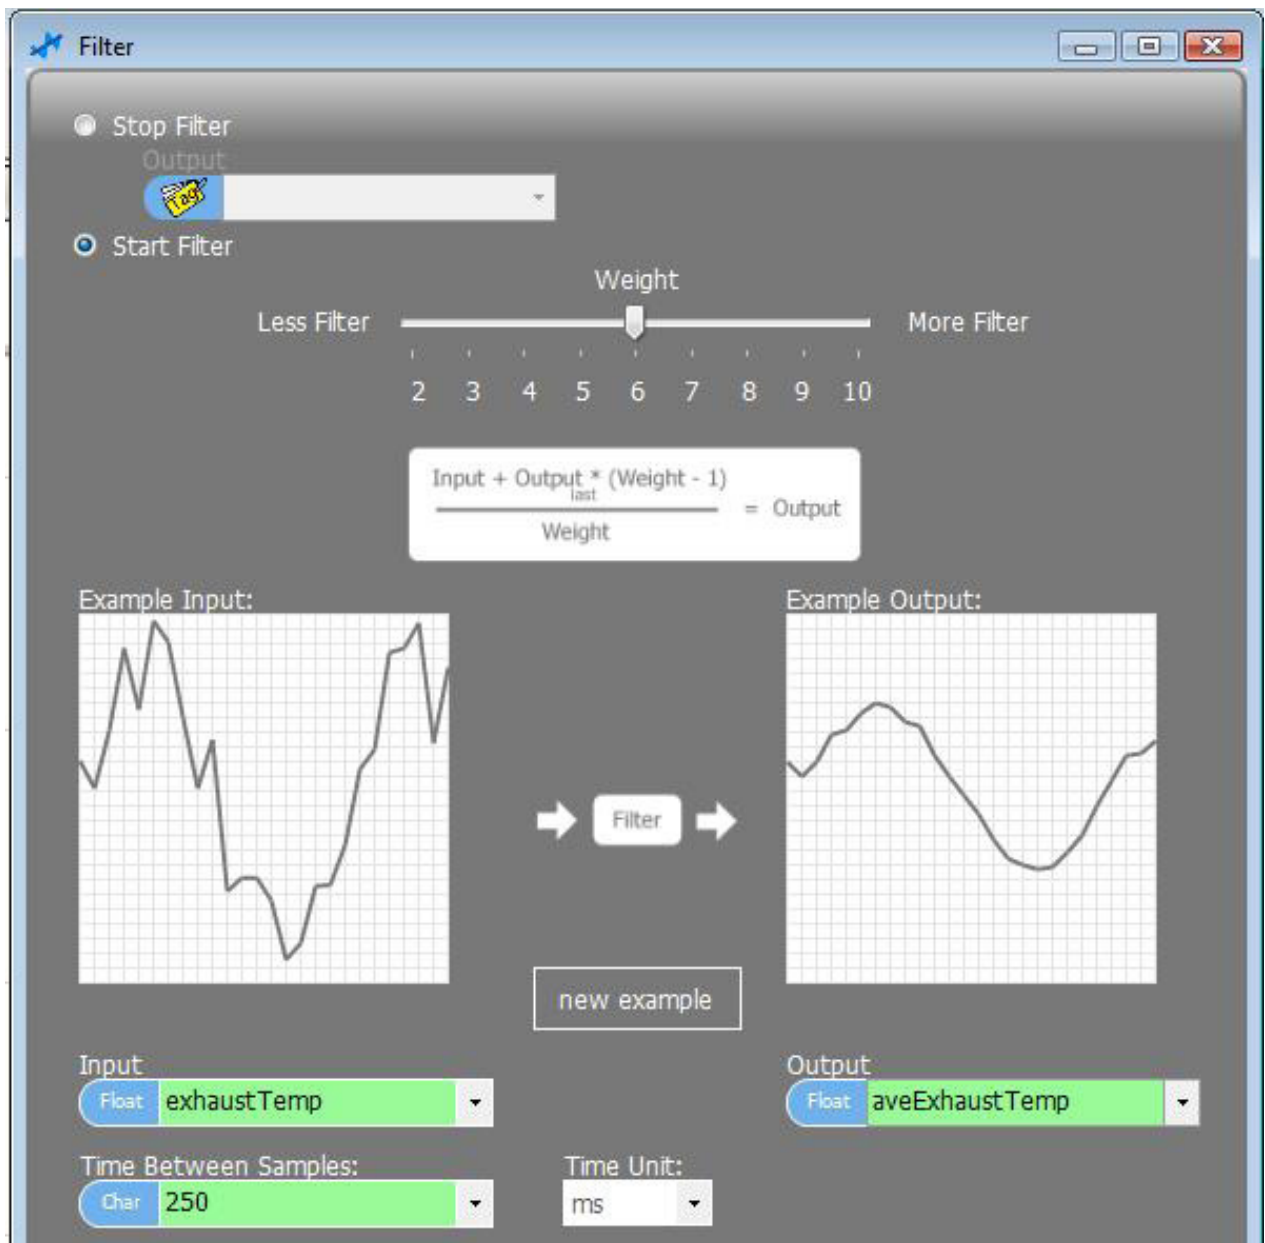 Filter
Stop Filter
Output
Tag
Start Filter
Weight
Less Filter
More Filter
2 3 4 5 6 7 8 9 10
Input + Output * (Weight - 1)
last
= Output
Weight
Example Input:
Example Output:
Filter
new example
Input
Output
Float exhaustTemp
Float aveExhaustTemp
Time Between Samples:
Time Unit:
Char 250
ms